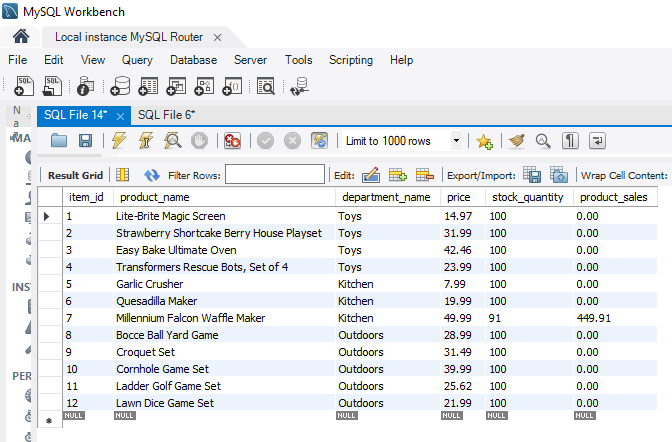 MySQL Workbench
Local instance MySQL Router
File Edit View Query Database Server Tools Scripting Help
SQL SQL
Na
SQL File 14* SQL File 6*
MA
Limit to 1000 rows
Result Grid Filter Rows: Edit: Export/Import: Wrap Cell Content:
item_id product_name department_name price stock_quantity product_sales
1 Lite-Brite Magic Screen Toys 14.97 100 0.00
2 Strawberry Shortcake Berry House Playset Toys 31.99 100 0.00
3 Easy Bake Ultimate Oven Toys 42.46 100 0.00
4 Transformers Rescue Bots, Set of 4 Toys 23.99 100 0.00
INS
5 Garlic Crusher Kitchen 7.99 100 0.00
6 Quesadilla Maker Kitchen 19.99 100 0.00
7 Millennium Falcon Waffle Maker Kitchen 49.99 91 449.91
8 Bocce Ball Yard Game Outdoors 28.99 100 0.00
9 Croquet Set Outdoors 31.49 100 0.00
PER
10 Cornhole Game Set Outdoors 39.99 100 0.00
11 Ladder Golf Game Set Outdoors 25.62 100 0.00
12 Lawn Dice Game Set Outdoors 21.99 100 0.00
NULL NULL NULL NULL NULL NULL